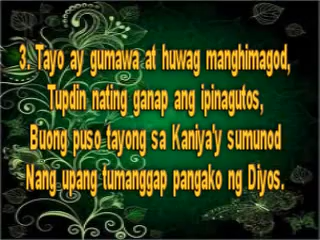 3. Tayo ay gumawa at huwag manghimagod,
Tupdin nating ganap ang ipinagutos,
Buong puso tayong sa Kaniya'y sumunod
Nang upang tumanggap pangako ng Diyos.